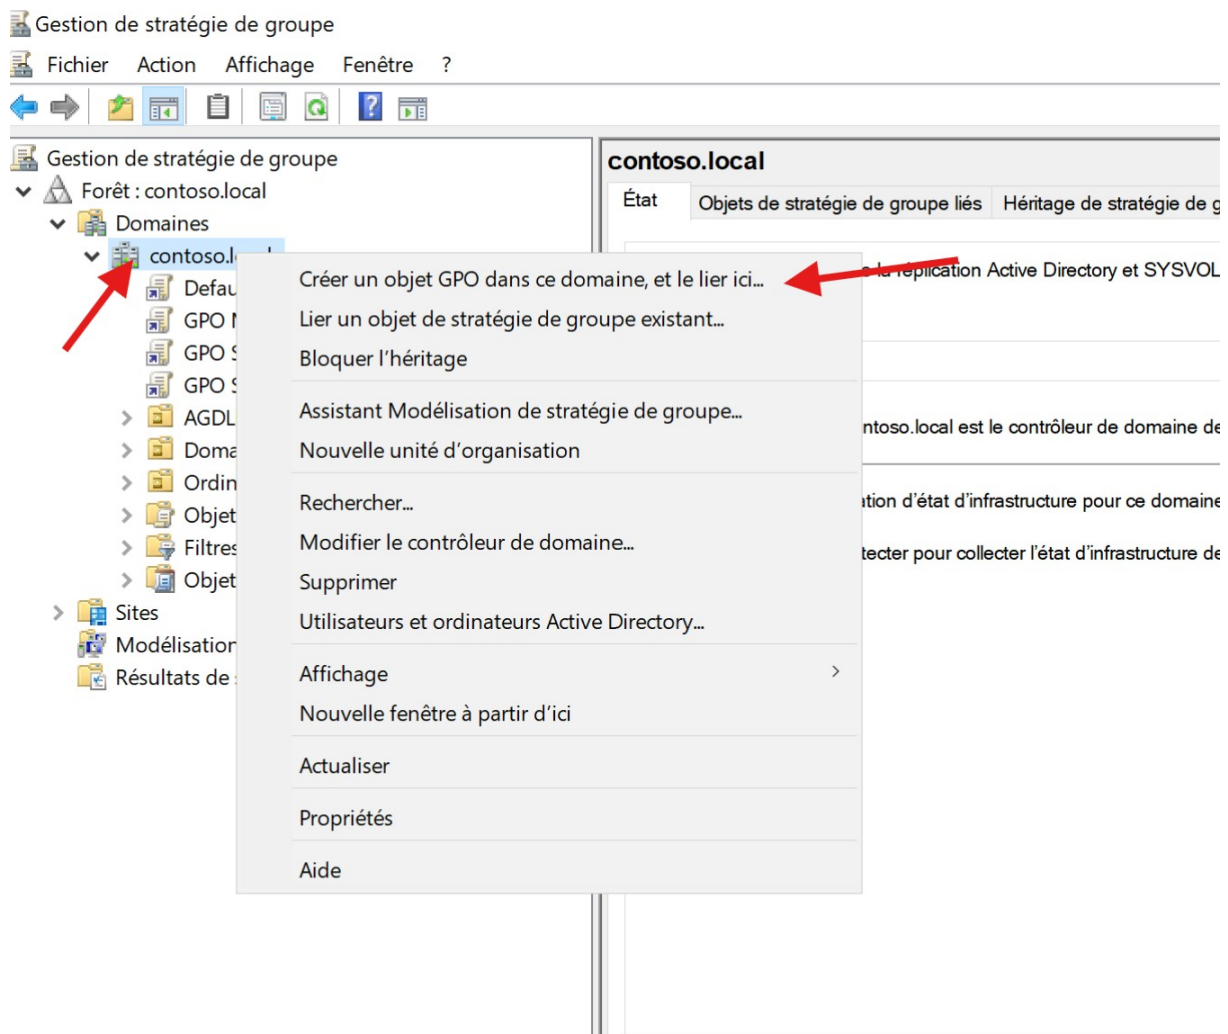 Gestion de stratégie de groupe
Fichier Action Affichage Fenêtre ?
Gestion de stratégie de groupe
Forêt : contoso.local
Domaines
Defau
GPO
GPO
GPO
AGDL
Doma
Ordin
Objet
Filtres
Objet
Sites
Modélisation
Résultats de
Créer un objet GPO dans ce domaine, et le lier ici...
Lier un objet de stratégie de groupe existant...
Bloquer l'héritage
Assistant Modélisation de stratégie de groupe...
Nouvelle unité d'organisation
Rechercher...
Modifier le contrôleur de domaine...
Supprimer
Utilisateurs et ordinateurs Active Directory...
Affichage
Nouvelle fenêtre à partir d'ici
Actualiser
Propriétés
Aide
contoso.local
État Objets de stratégie de groupe liés Héritage de stratégie de g
la réplication Active Directory et SYSVOL
ntoso.local est le contrôleur de domaine de
ation d'état d'infrastructure pour ce domaine
tecter pour collecter l'état d'infrastructure de